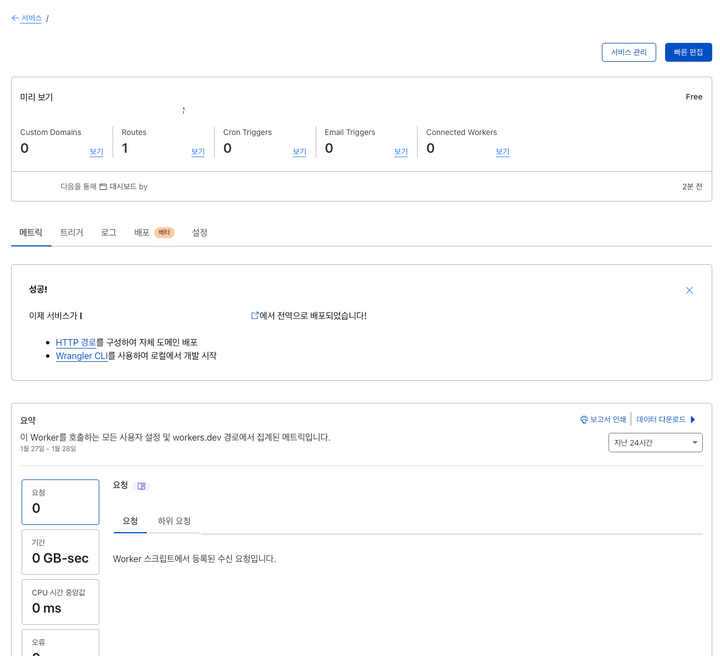 ← 서비스 /
서비스 관리 빠른 편집
미리 보기 Free
Custom Domains Routes Cron Triggers Email Triggers Connected Workers
0 보기 1 보기 0 보기 0 보기 0 보기
다음을 통해 대시보드 by 2분 전
메트릭 트리거 로그 배포 베타 설정
성공!
이제 서비스가 에서 전역으로 배포되었습니다!
• HTTP 경로를 구성하여 자체 도메인 배포
• Wrangler CLI를 사용하여 로컬에서 개발 시작
요약 보고서 인쇄 데이터 다운로드
이 Worker를 호출하는 모든 사용자 설정 및 workers.dev 경로에서 집계된 메트릭입니다.
1월 27일 - 1월 28일
지난 24시간
요청
0
기간
0 GB-sec
CPU 시간 중앙값
0 ms
오류
요청
요청 하위 요청
Worker 스크립트에서 등록된 수신 요청입니다.